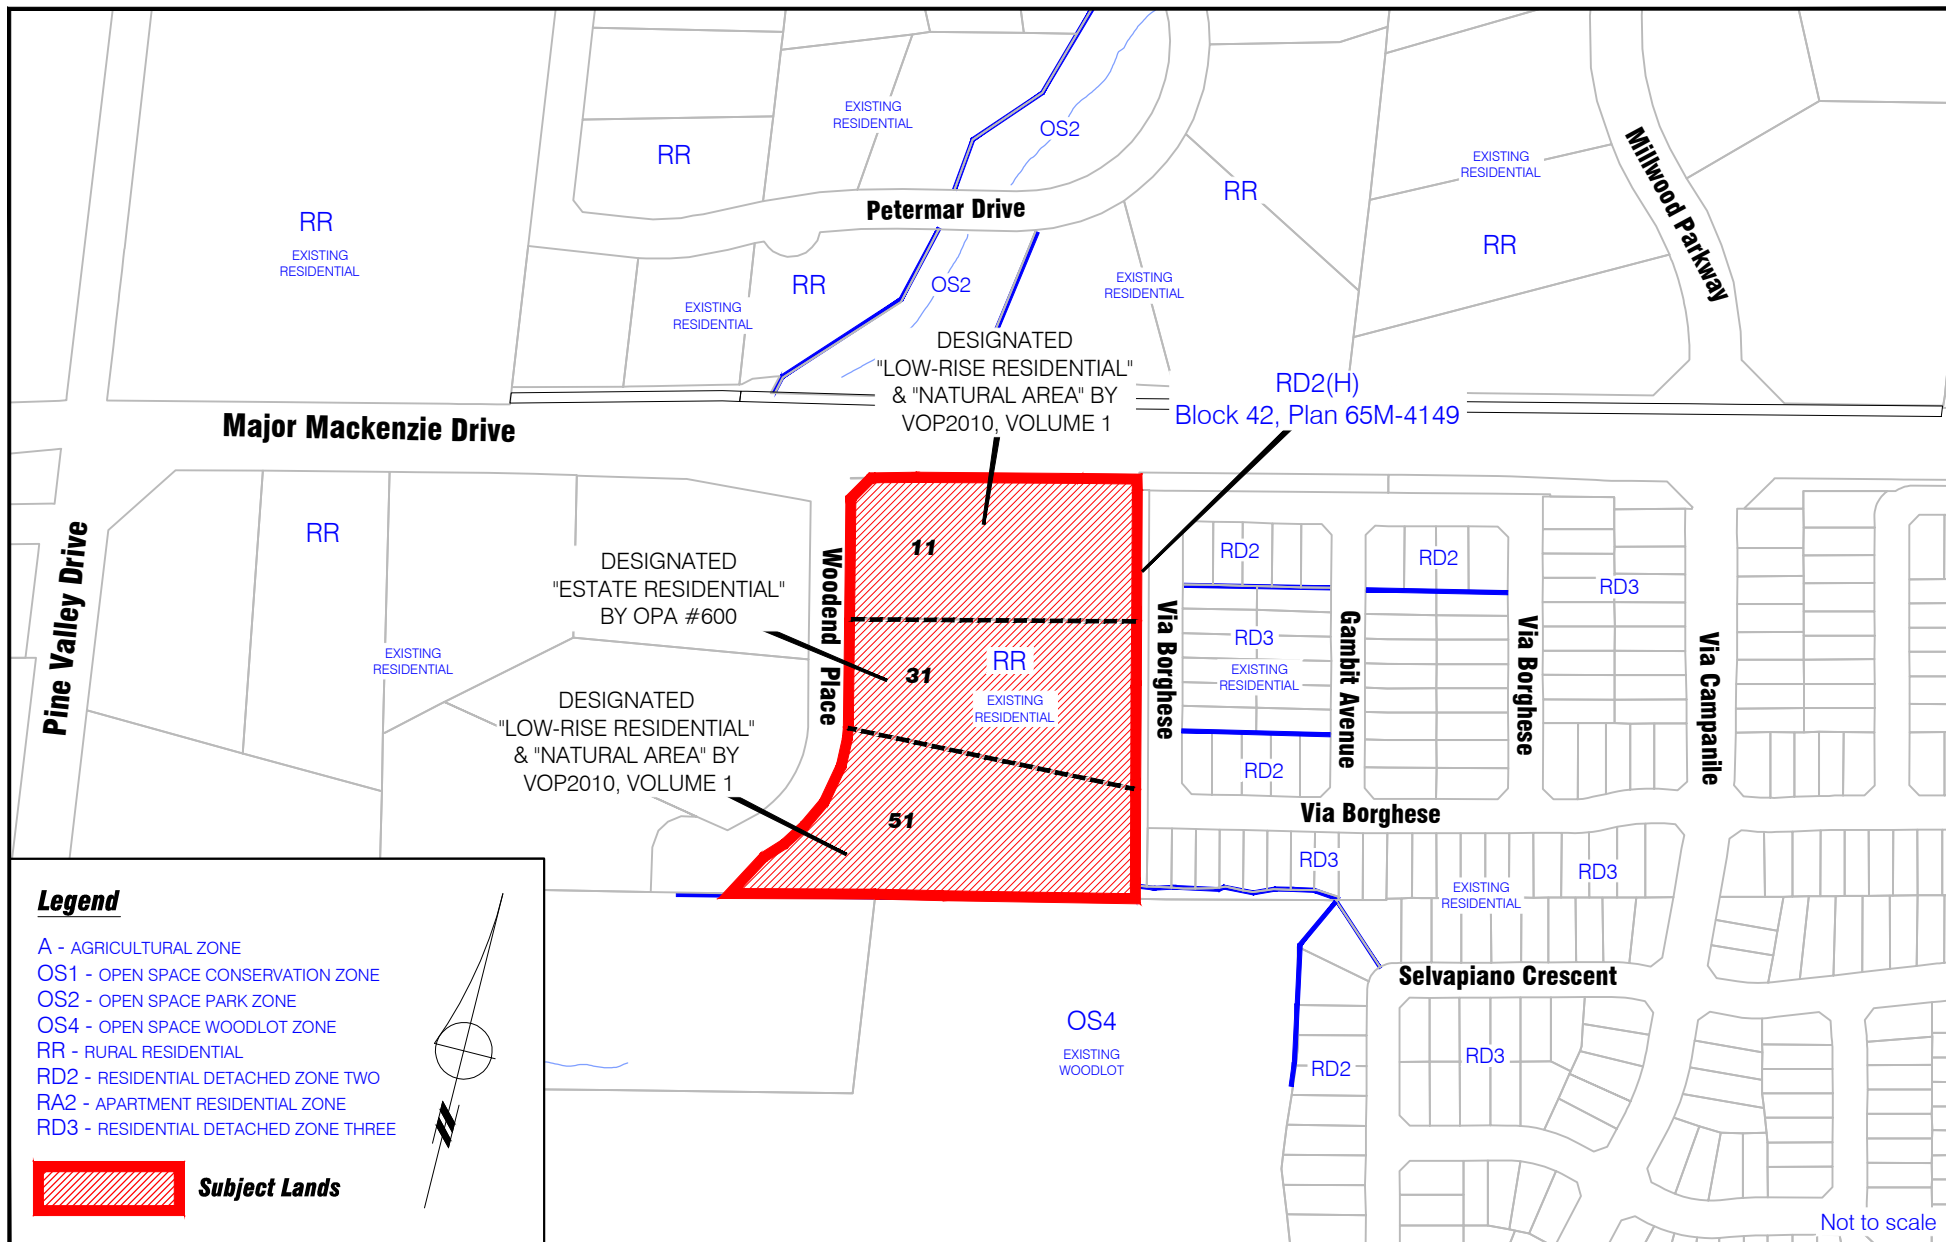 EXISTING
RESIDENTIAL
OS2
RR
EXISTING
RESIDENTIAL
Millwood Parkway
RR
Petermar Drive
RR
EXISTING
RESIDENTIAL
RR
RR
OS2
EXISTING
RESIDENTIAL
EXISTING
RESIDENTIAL
DESIGNATED
"LOW-RISE RESIDENTIAL"
& "NATURAL AREA" BY
VOP2010, VOLUME 1
RD2(H)
Block 42, Plan 65M-4149
Major Mackenzie Drive
Pine Valley Drive
RR
EXISTING
RESIDENTIAL
DESIGNATED
"ESTATE RESIDENTIAL"
BY OPA #600
DESIGNATED
"LOW-RISE RESIDENTIAL"
& "NATURAL AREA" BY
VOP2010, VOLUME 1
Woodend Place
11
31
RR
EXISTING
RESIDENTIAL
51
Via Borghese
RD2
RD3
EXISTING
RESIDENTIAL
RD2
Gambit Avenue
RD2
Via Borghese
RD3
Via Campanile
Via Borghese
RD3
EXISTING
RESIDENTIAL
RD3
Selvapiano Crescent
OS4
EXISTING
WOODLOT
RD2
RD3
Legend
A - AGRICULTURAL ZONE
OS1 - OPEN SPACE CONSERVATION ZONE
OS2 - OPEN SPACE PARK ZONE
OS4 - OPEN SPACE WOODLOT ZONE
RR - RURAL RESIDENTIAL
RD2 - RESIDENTIAL DETACHED ZONE TWO
RA2 - APARTMENT RESIDENTIAL ZONE
RD3 - RESIDENTIAL DETACHED ZONE THREE
Subject Lands
Not to scale